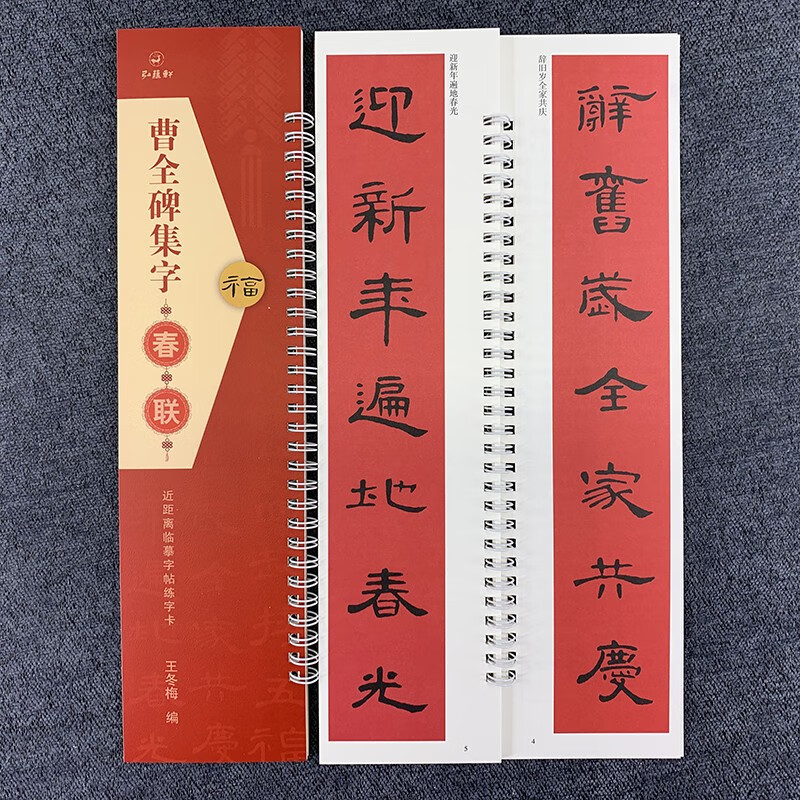 弘蕴軒
曹全碑集字
春联
福
近距离临摹字帖练字卡
王冬梅 编
辞旧岁全家共庆
辭舊歲全家共慶
4
迎新年遍地春光
迎新年遍地春光
5